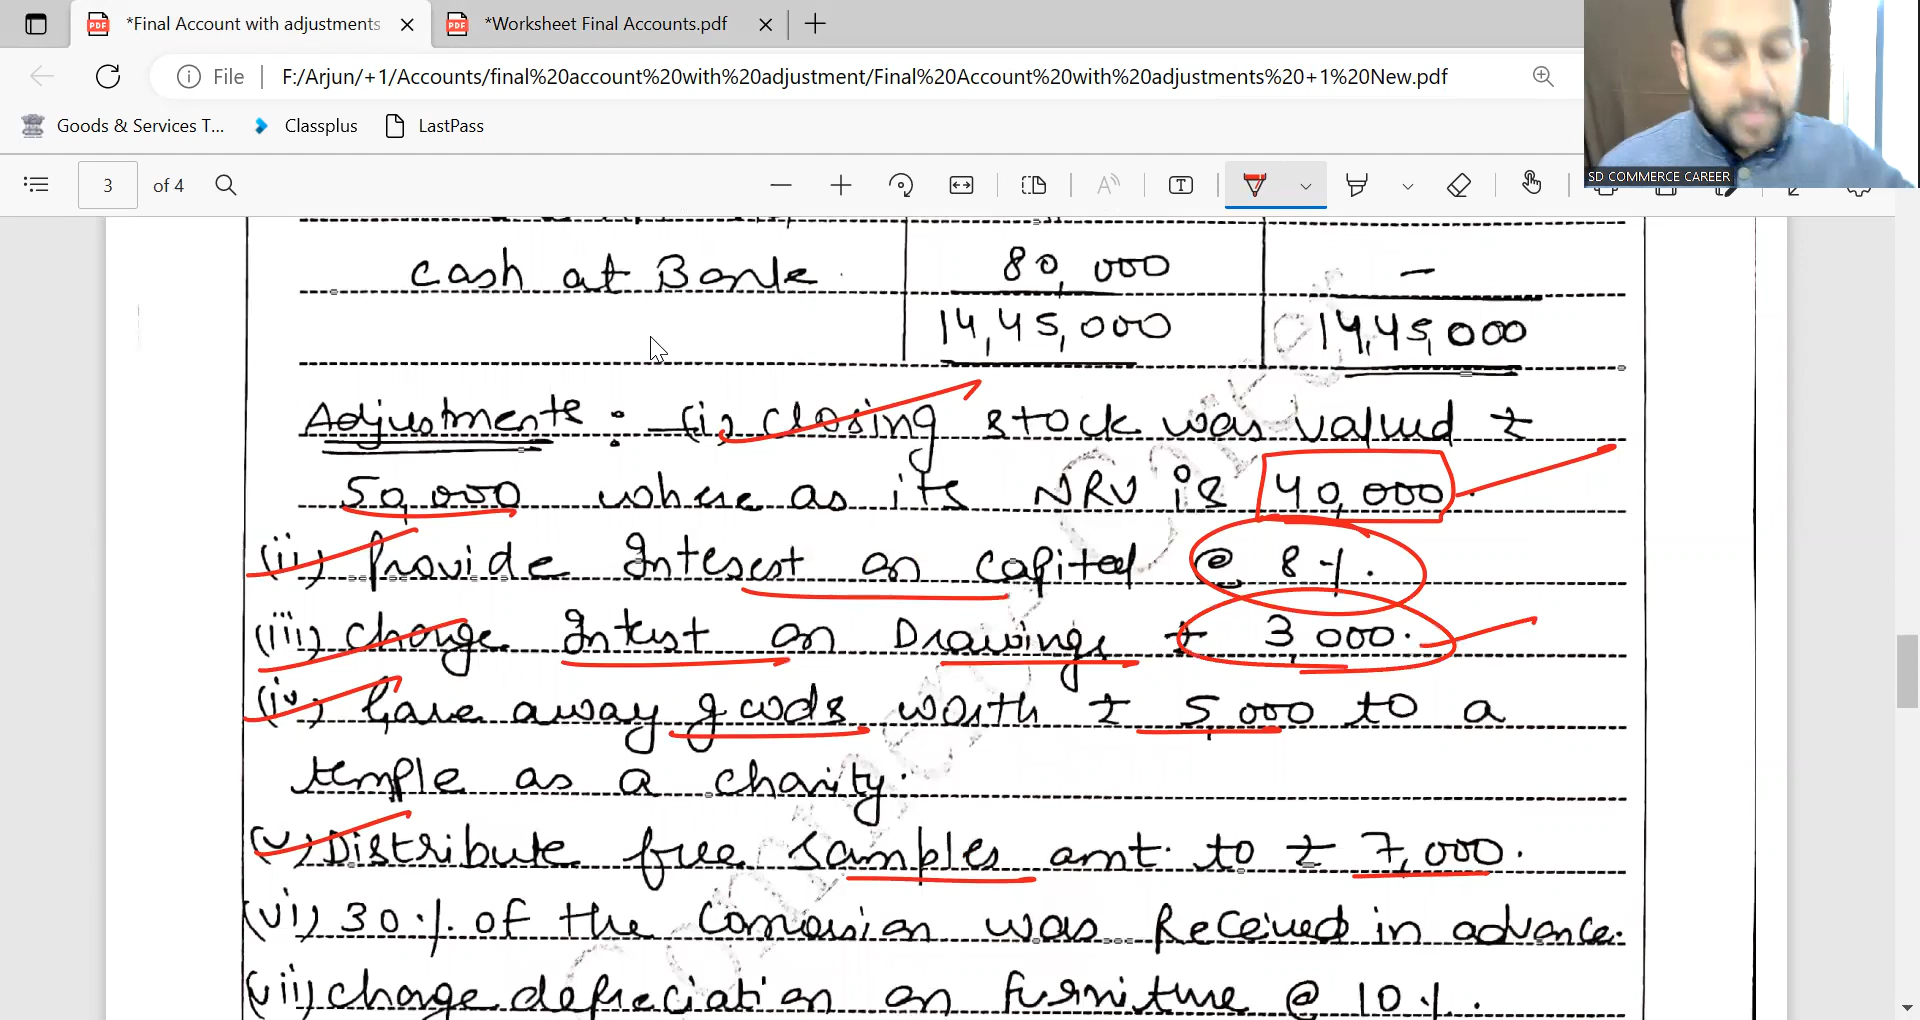 *Final Account with adjustments
*Worksheet Final Accounts.pdf
File
F:/Arjun/+1/Accounts/final%20account%20with%20adjustment/Final%20Account%20with%20adjustments%20+1%20New.pdf
Goods & Services T... Classplus LastPass
SD COMMERCE CAREER
3 of 4
Cash at Bank 80,000 -
14,45,000 14,45,000
Adjustments : (i) closing stock was valued ₹
50,000 where as its NRV is 40,000.
(ii) Provide Interest on capital @ 8%.
(iii) Charge Interest on Drawings ₹ 3,000.
(iv) Gave away goods worth ₹ 5,000 to a
temple as a charity.
(v) Distribute free samples amt. to ₹ 7,000.
(vi) 30% of the Commission was Received in advance.
(vii) charge depreciation on furniture @ 10%.